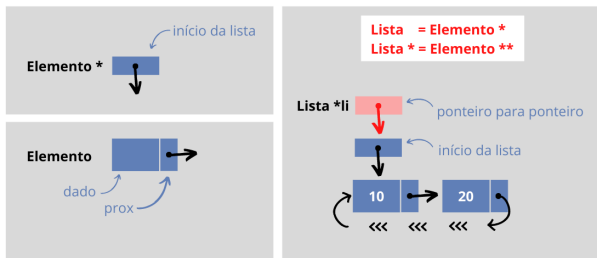 início da lista
Elemento *
Elemento
dado
prox
Lista = Elemento *
Lista * = Elemento **
Lista *li
ponteiro para ponteiro
início da lista
10 20
<<< <<< <<<